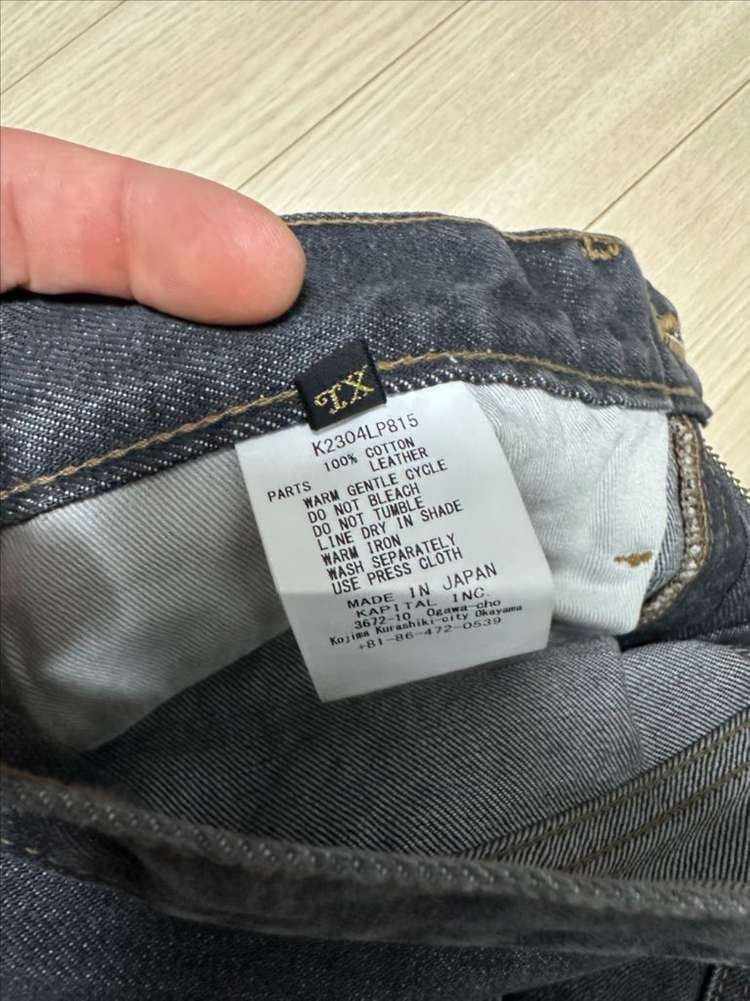 XL
K2304LP815
100% COTTON
PARTS LEATHER
WARM GENTLE CYCLE
DO NOT BLEACH
DO NOT TUMBLE
LINE DRY IN SHADE
WARM IRON
WASH SEPARATELY
USE PRESS CLOTH
MADE IN JAPAN
KAPITAL INC.
3672-10 Ogawa-cho
Kojima Kurashiki-city Okayama
+81-86-472-0539